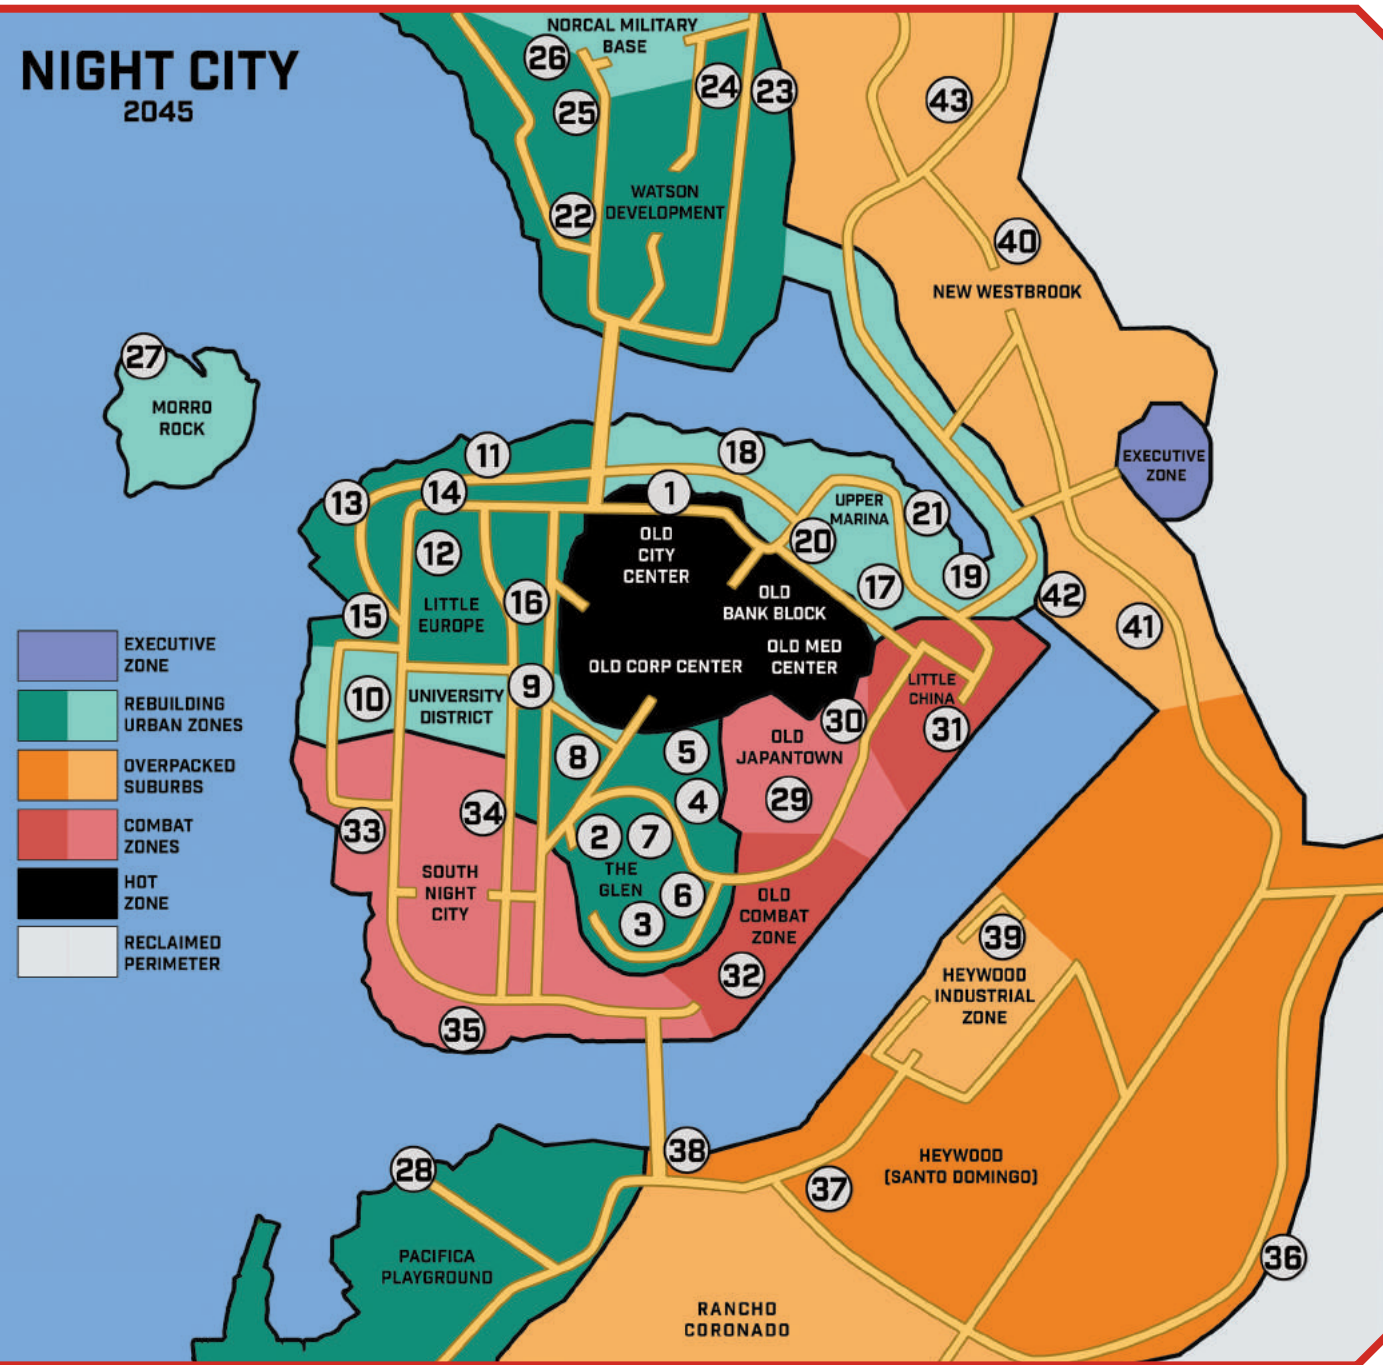 NIGHT CITY
2045
NORCAL MILITARY
BASE
26
25
24
23
22
WATSON
DEVELOPMENT
43
40
NEW WESTBROOK
27
MORRO
ROCK
EXECUTIVE
ZONE
11
18
13
14
1
12
15
16
LITTLE
EUROPE
OLD
CITY
CENTER
UPPER
MARINA
21
20
17
19
42
41
OLD
BANK BLOCK
OLD MED
CENTER
OLD CORP CENTER
10
UNIVERSITY
DISTRICT
9
LITTLE
CHINA
30
31
8
5
4
OLD
JAPANTOWN
29
33
34
2
7
THE
GLEN
6
3
SOUTH
NIGHT
CITY
OLD
COMBAT
ZONE
32
35
EXECUTIVE
ZONE
REBUILDING
URBAN ZONES
OVERPACKED
SUBURBS
COMBAT
ZONES
HOT
ZONE
RECLAIMED
PERIMETER
39
HEYWOOD
INDUSTRIAL
ZONE
38
28
37
HEYWOOD
(SANTO DOMINGO)
36
PACIFICA
PLAYGROUND
RANCHO
CORONADO